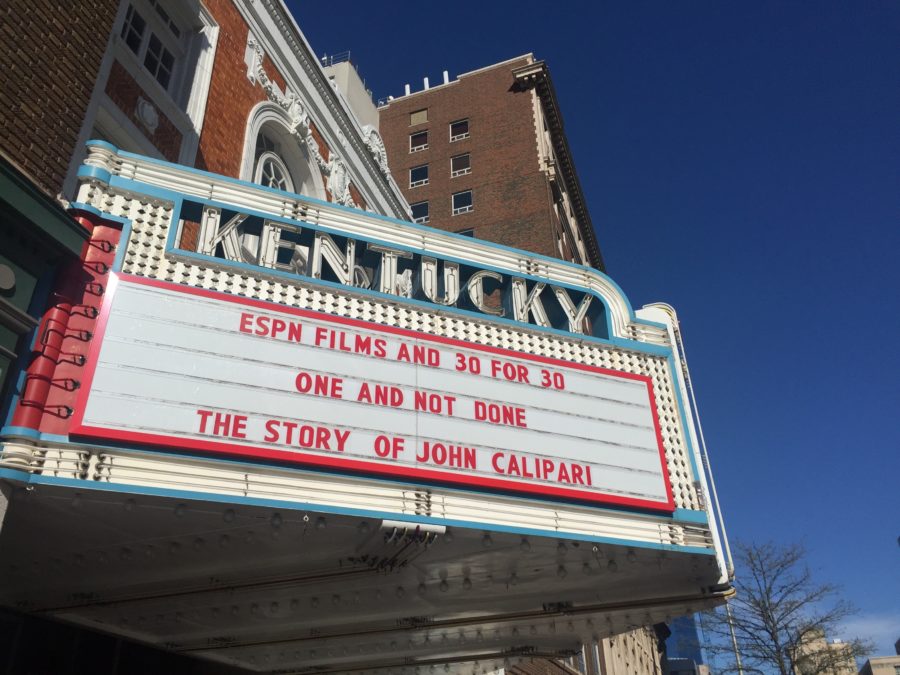 KENTUCKY
ESPN FILMS AND 30 FOR 30
ONE AND NOT DONE
THE STORY OF JOHN CALIPARI